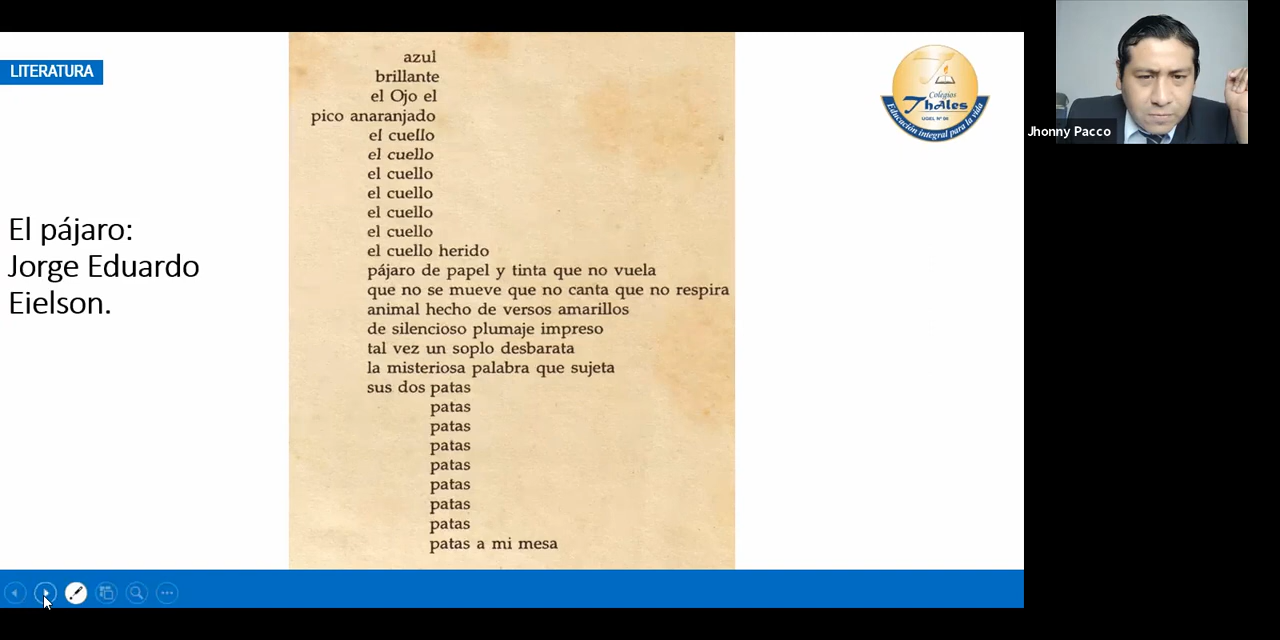 LITERATURA
El pájaro:
Jorge Eduardo
Eielson.
azul
brillante
el Ojo el
pico anaranjado
el cuello
el cuello
el cuello
el cuello
el cuello
el cuello
el cuello herido
pájaro de papel y tinta que no vuela
que no se mueve que no canta que no respira
animal hecho de versos amarillos
de silencioso plumaje impreso
tal vez un soplo desbarata
la misteriosa palabra que sujeta
sus dos patas
patas
patas
patas
patas
patas
patas
patas
patas a mi mesa
Colegios
Thales
UGEL Nº 06
Educación integral para la vida
Jhonny Pacco